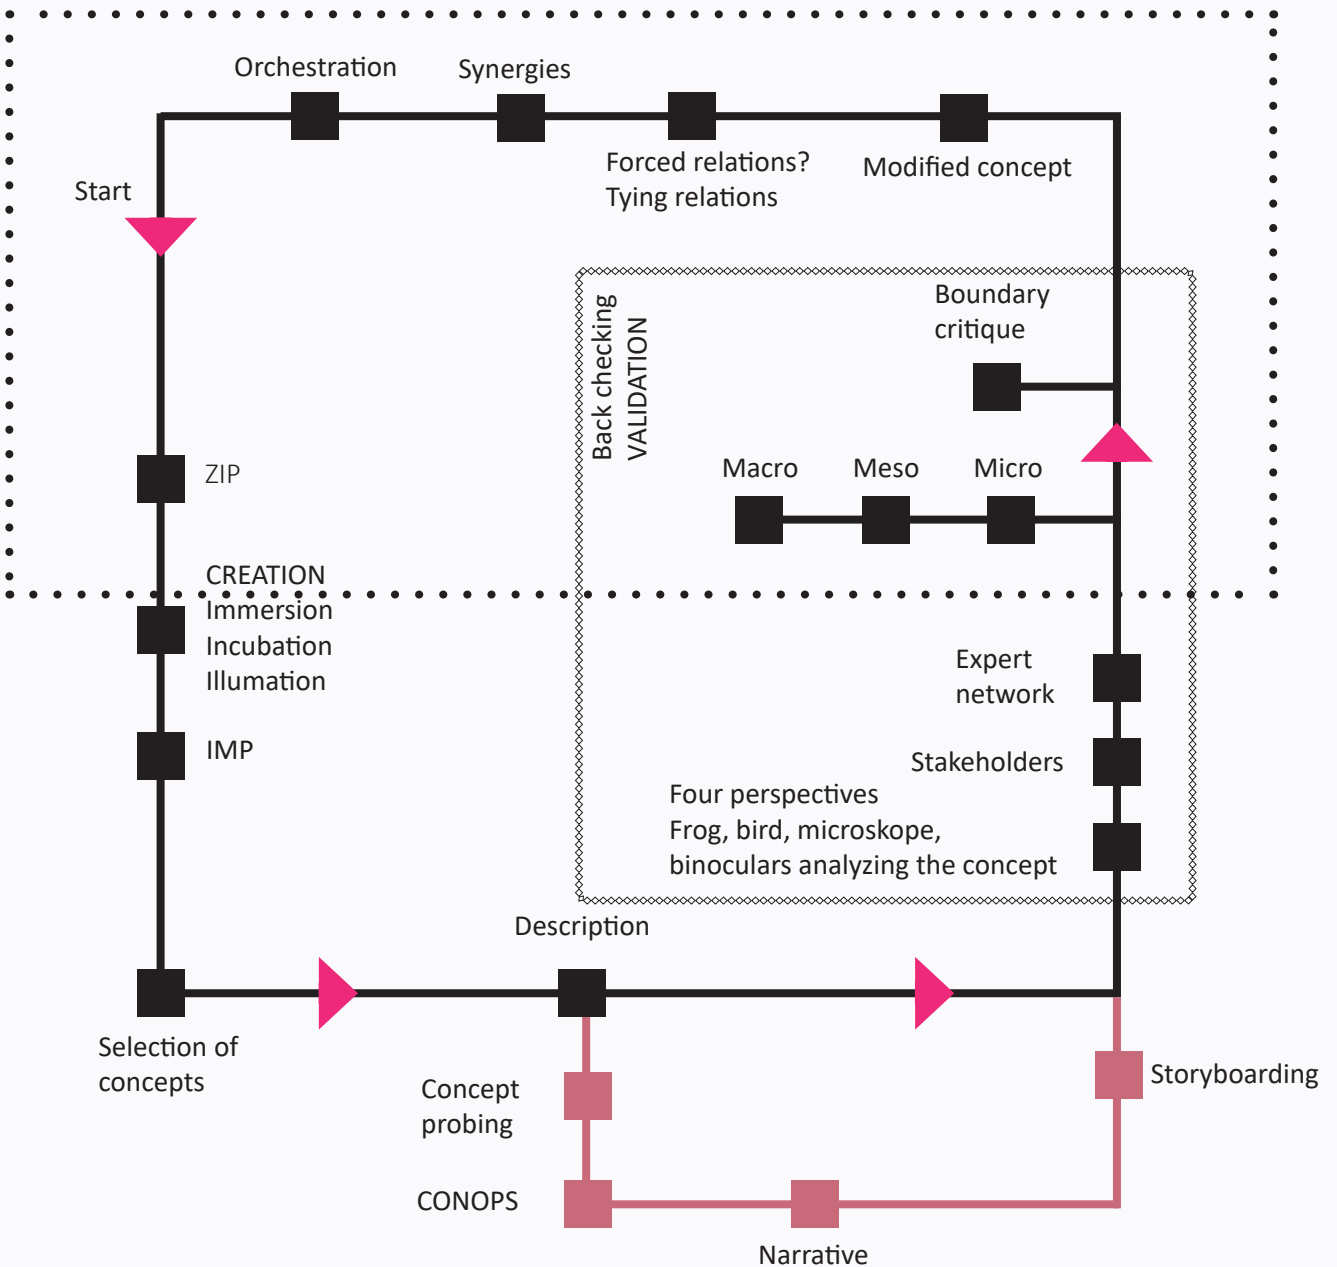 Orchestration
Synergies
Forced relations?
Tying relations
Modified concept
Start
Back checking
VALIDATION
Boundary
critique
Macro
Meso
Micro
ZIP
CREATION
Immersion
Incubation
Illumation
IMP
Expert
network
Stakeholders
Four perspectives
Frog, bird, microskope,
binoculars analyzing the concept
Description
Selection of
concepts
Concept
probing
Storyboarding
CONOPS
Narrative